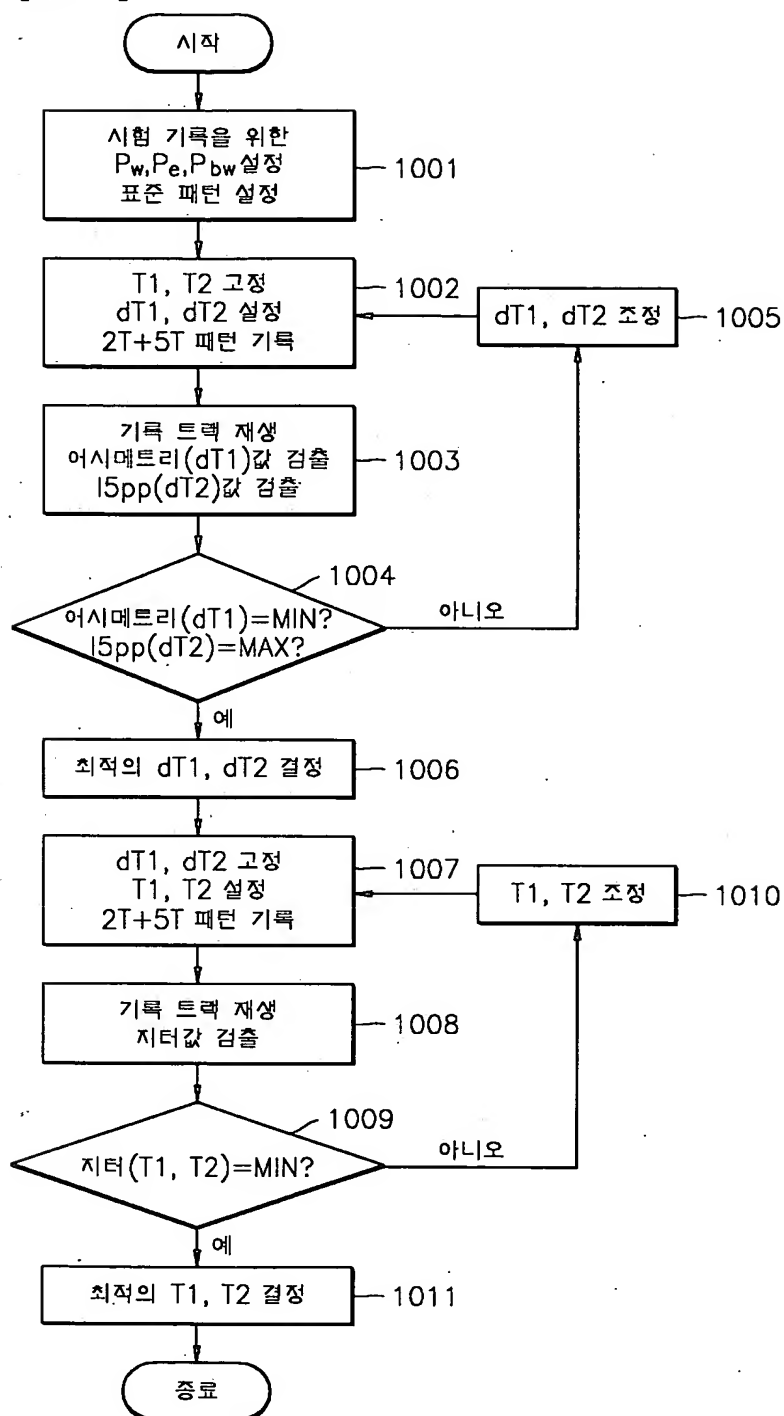 시작
시험 기록을 위한
Pw,Pe,Pbw 설정
표준 패턴 설정
1001
T1, T2 고정
dT1, dT2 설정
2T+5T 패턴 기록
1002
dT1, dT2 조정
1005
기록 트랙 재생
어시메트리(dT1)값 검출
I5pp(dT2)값 검출
1003
1004
어시메트리(dT1)=MIN?
I5pp(dT2)=MAX?
아니오
예
최적의 dT1, dT2 결정
1006
dT1, dT2 고정
T1, T2 설정
2T+5T 패턴 기록
1007
T1, T2 조정
1010
기록 트랙 재생
지터값 검출
1008
1009
지터(T1, T2)=MIN?
아니오
예
최적의 T1, T2 결정
1011
종료